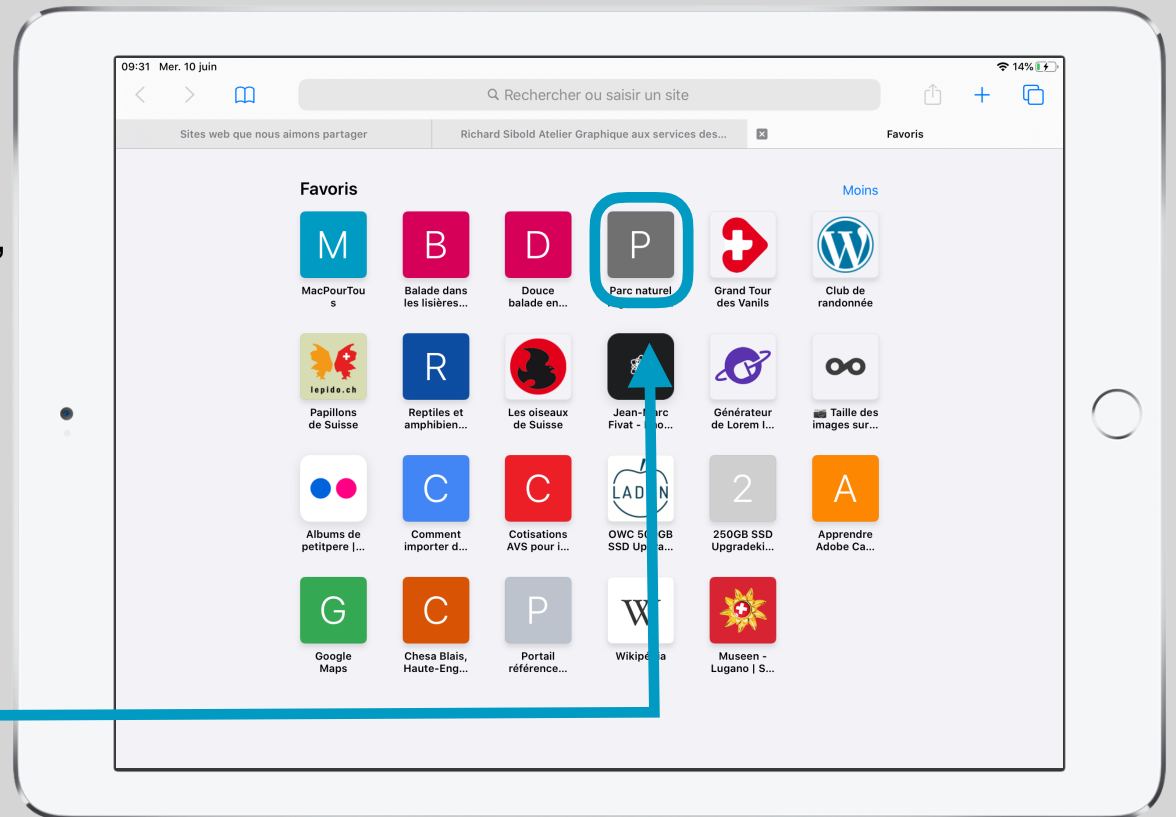 09:31 Mer. 10 juin
14%
Rechercher ou saisir un site
Sites web que nous aimons partager
Richard Sibold Atelier Graphique aux services des...
Favoris
Favoris
Moins
M
B
D
P
MacPourTou
s
Balade dans
les lisières...
Douce
balade en...
Parc naturel
Grand Tour
des Vanils
Club de
randonnée
lepido.ch
R
Papillons
de Suisse
Reptiles et
amphibien...
Les oiseaux
de Suisse
Jean-Marc
Fivat -
Générateur
de Lorem I...
📷 Taille des
images sur...
C
C
2
A
Albums de
petitpere |...
Comment
importer d...
Cotisations
AVS pour i...
OWC
SSD
250GB SSD
Upgradeki...
Apprendre
Adobe Ca...
G
C
P
W
Google
Maps
Chesa Blais,
Haute-Eng...
Portail
référence...
Wikipédia
Museen -
Lugano | S...